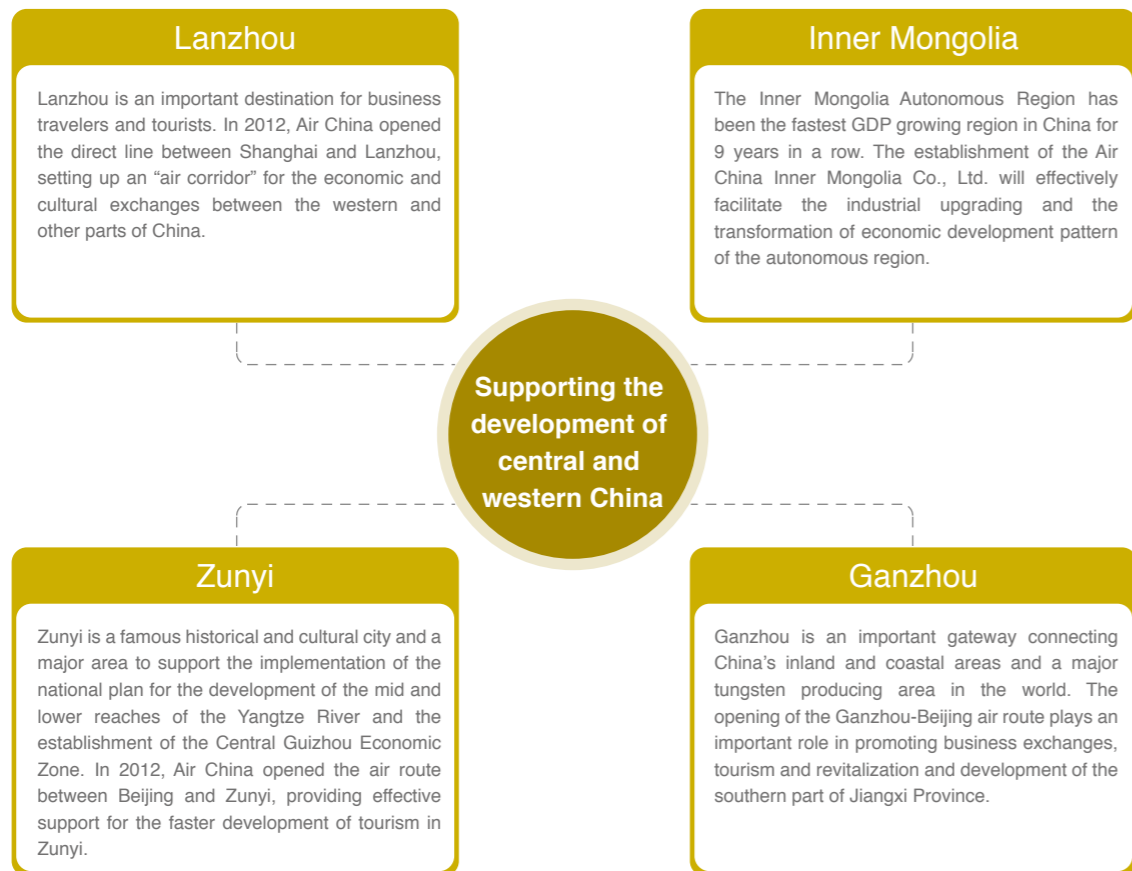 Lanzhou
Lanzhou is an important destination for business
travelers and tourists. In 2012, Air China opened
the direct line between Shanghai and Lanzhou,
setting up an “air corridor” for the economic and
cultural exchanges between the western and
other parts of China.
Inner Mongolia
The Inner Mongolia Autonomous Region has
been the fastest GDP growing region in China for
9 years in a row. The establishment of the Air
China Inner Mongolia Co., Ltd. will effectively
facilitate the industrial upgrading and the
transformation of economic development pattern
of the autonomous region.
Supporting the
development of
central and
western China
Zunyi
Zunyi is a famous historical and cultural city and a
major area to support the implementation of the
national plan for the development of the mid and
lower reaches of the Yangtze River and the
establishment of the Central Guizhou Economic
Zone. In 2012, Air China opened the air route
between Beijing and Zunyi, providing effective
support for the faster development of tourism in
Zunyi.
Ganzhou
Ganzhou is an important gateway connecting
China’s inland and coastal areas and a major
tungsten producing area in the world. The
opening of the Ganzhou-Beijing air route plays an
important role in promoting business exchanges,
tourism and revitalization and development of the
southern part of Jiangxi Province.